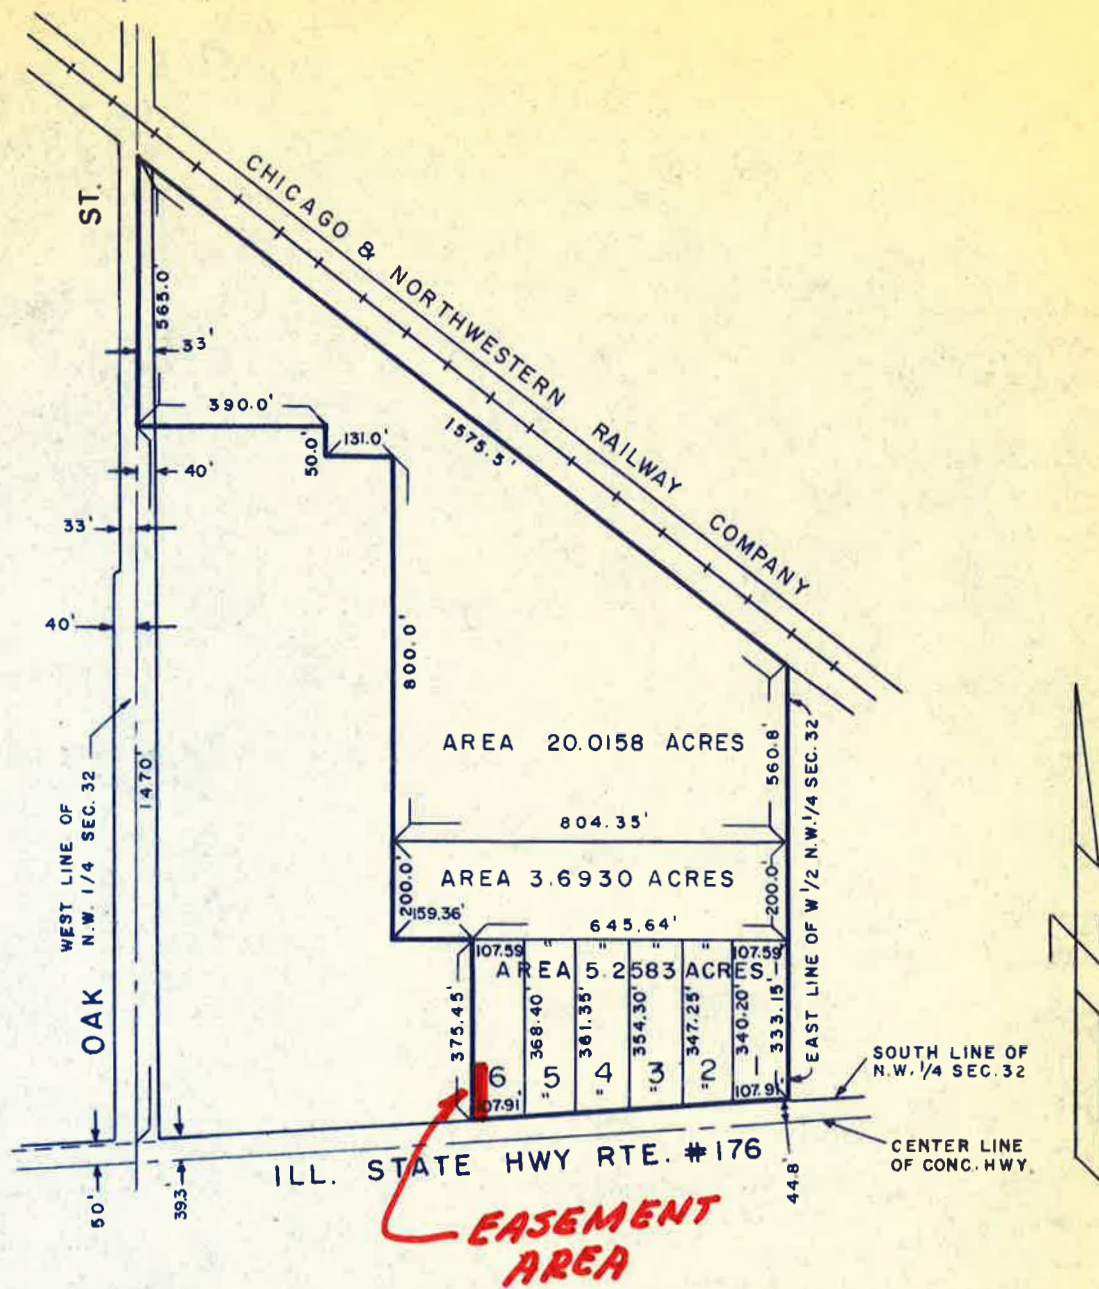 CHICAGO & NORTHWESTERN RAILWAY COMPANY
OAK ST.
565.0'
33'
390.0'
50.0'
131.0'
40'
33'
40'
1575.5'
800.0'
WEST LINE OF
N.W. 1/4 SEC. 32
1470'
AREA 20.0158 ACRES
560.8'
EAST LINE OF W 1/2 N.W. 1/4 SEC. 32
804.35'
200.0'
AREA 3.6930 ACRES
200.0'
159.36'
645.64'
107.59 " " " " 107.59'
AREA 5.2583 ACRES
375.45'
368.40'
361.35'
354.30'
347.25'
340.20'
333.15'
6 5 4 3 2 1
107.91' " " " " 107.91'
SOUTH LINE OF
N.W. 1/4 SEC. 32
CENTER LINE
OF CONC. HWY.
ILL. STATE HWY RTE. #176
50'
39.3'
44.8'
EASEMENT
AREA